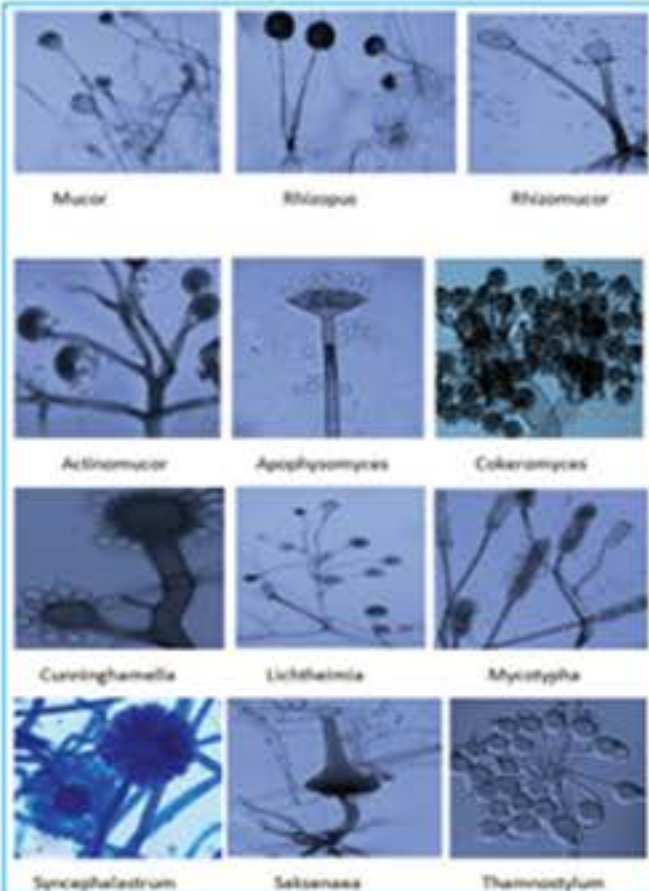 Mucor Rhizopus Rhizomucor
Actinomucor Apophysomyces Cokeromyces
Cunninghamella Lichtheimia Mycotypha
Syncephalastrum Saksenaea Thamnostylum